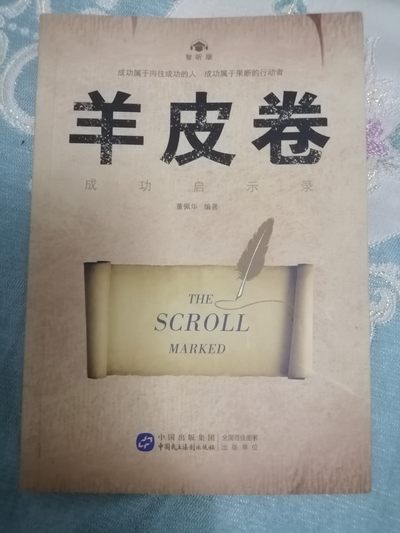 智听版
成功属于向往成功的人 成功属于果断的行动者
羊皮卷
成功启示录
董佩华 编著
THE
SCROLL
MARKED
中国出版集团
中国民主法制出版社
全国百佳图书
出版单位